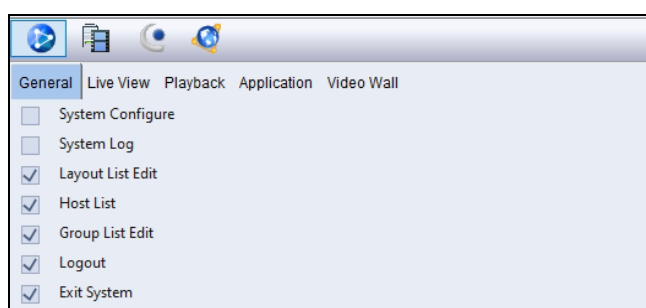 General Live View Playback Application Video Wall
System Configure
System Log
Layout List Edit
Host List
Group List Edit
Logout
Exit System